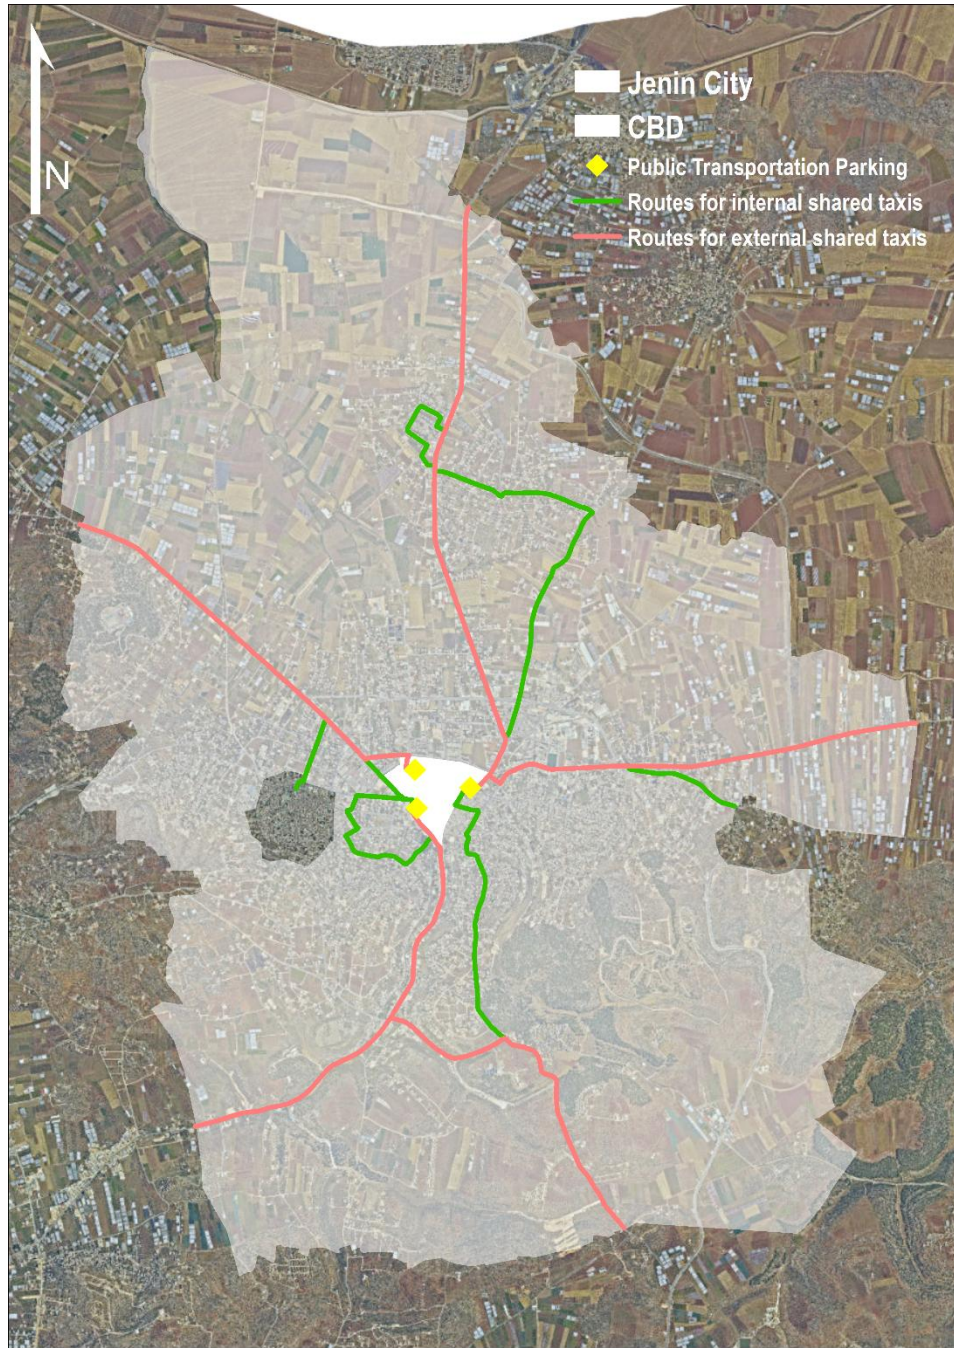 Jenin City
CBD
Public Transportation Parking
Routes for internal shared taxis
Routes for external shared taxis
N